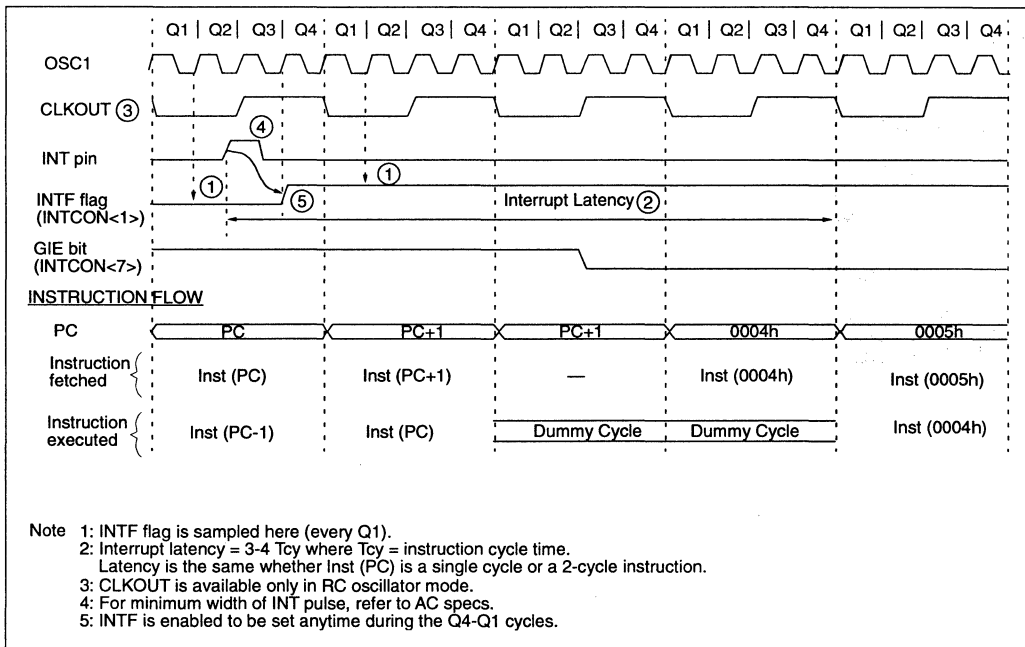 Q1 | Q2 | Q3 | Q4 Q1 | Q2 | Q3 | Q4 Q1 | Q2 | Q3 | Q4 Q1 | Q2 | Q3 | Q4 Q1 | Q2 | Q3 | Q4
OSC1
CLKOUT ③
④
INT pin
① ①
INTF flag
(INTCON<1>)
⑤ Interrupt Latency ②
GIE bit
(INTCON<7>)
INSTRUCTION FLOW
PC PC PC+1 PC+1 0004h 0005h
Instruction
fetched
Inst (PC) Inst (PC+1) — Inst (0004h) Inst (0005h)
Instruction
executed
Inst (PC-1) Inst (PC) Dummy Cycle Dummy Cycle Inst (0004h)
Note 1: INTF flag is sampled here (every Q1).
2: Interrupt latency = 3-4 Tcy where Tcy = instruction cycle time.
Latency is the same whether Inst (PC) is a single cycle or a 2-cycle instruction.
3: CLKOUT is available only in RC oscillator mode.
4: For minimum width of INT pulse, refer to AC specs.
5: INTF is enabled to be set anytime during the Q4-Q1 cycles.